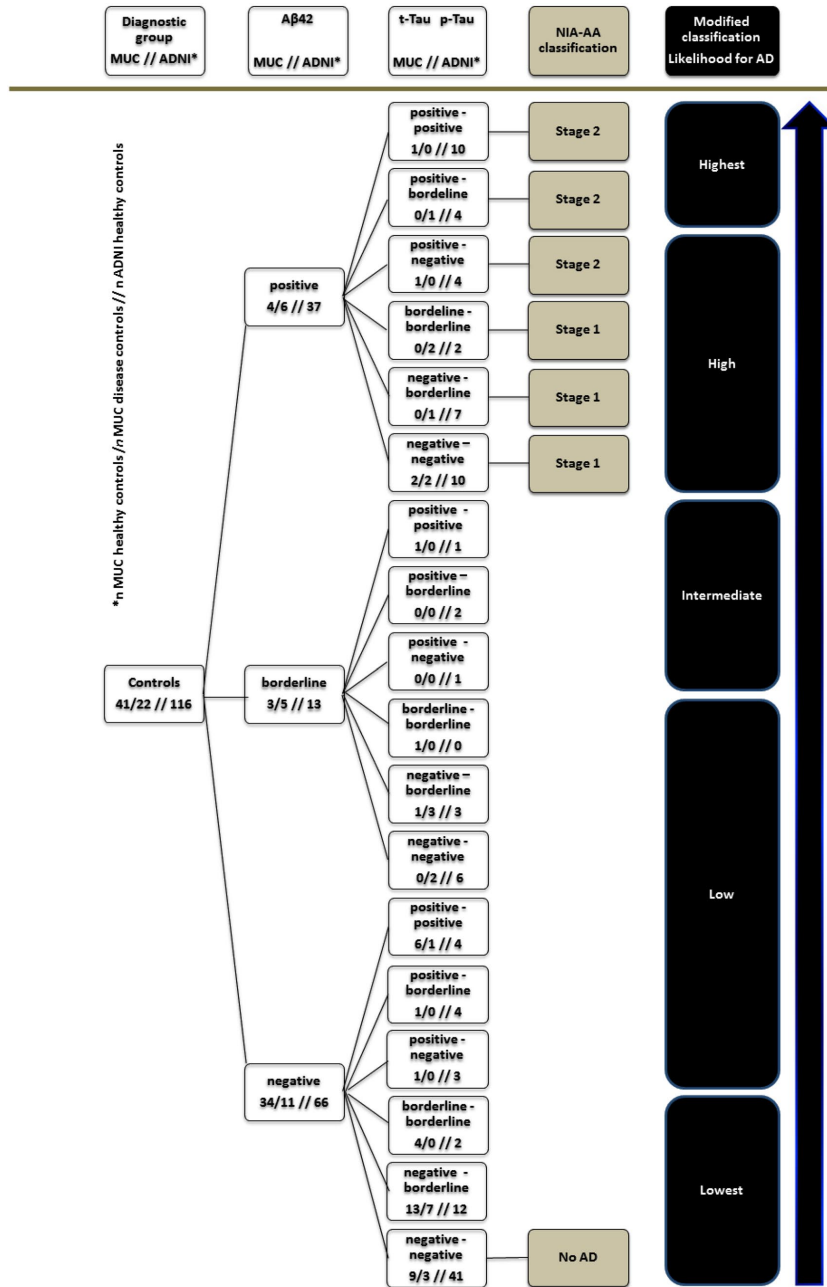 Diagnostic
group
MUC // ADNI*
Aβ42
MUC // ADNI*
t-Tau p-Tau
MUC // ADNI*
NIA-AA
classification
Modified
classification
Likelihood for AD
*n MUC healthy controls /n MUC disease controls // n ADNI healthy controls
Controls
41/22 // 116
positive
4/6 // 37
positive -
positive
1/0 // 10
Stage 2
positive -
bordeline
0/1 // 4
Stage 2
positive -
negative
1/0 // 4
Stage 2
bordeline -
borderline
0/2 // 2
Stage 1
negative -
borderline
0/1 // 7
Stage 1
negative –
negative
2/2 // 10
Stage 1
Highest
High
borderline
3/5 // 13
positive -
positive
1/0 // 1
positive –
borderline
0/0 // 2
positive -
negative
0/0 // 1
borderline -
borderline
1/0 // 0
negative –
borderline
1/3 // 3
negative -
negative
0/2 // 6
Intermediate
Low
negative
34/11 // 66
positive -
positive
6/1 // 4
positive -
borderline
1/0 // 4
positive -
negative
1/0 // 3
borderline -
borderline
4/0 // 2
negative -
borderline
13/7 // 12
negative -
negative
9/3 // 41
No AD
Lowest